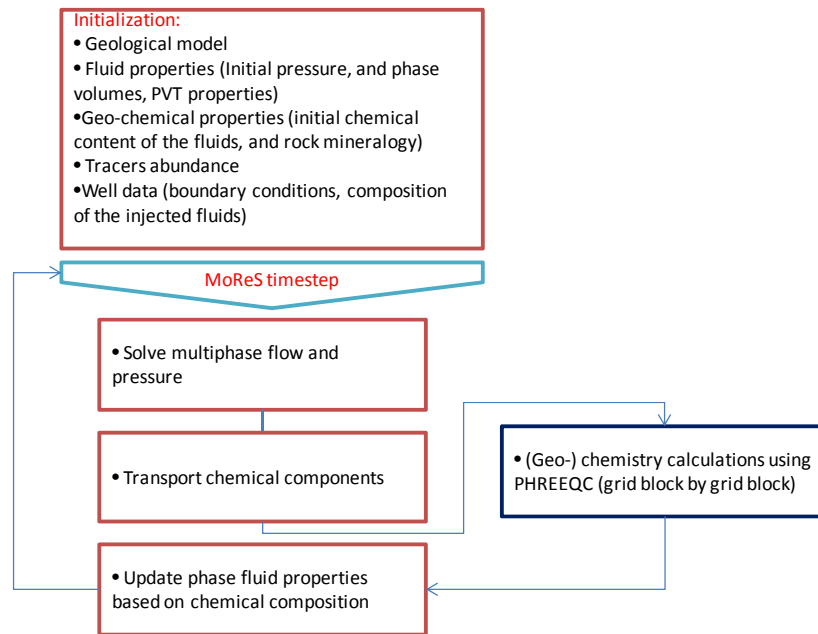 Initialization:
• Geological model
• Fluid properties (Initial pressure, and phase
volumes, PVT properties)
•Geo-chemical properties (initial chemical
content of the fluids, and rock mineralogy)
• Tracers abundance
•Well data (boundary conditions, composition
of the injected fluids)
MoReS timestep
• Solve multiphase flow and
pressure
• Transport chemical components
• (Geo-) chemistry calculations using
PHREEQC (grid block by grid block)
• Update phase fluid properties
based on chemical composition